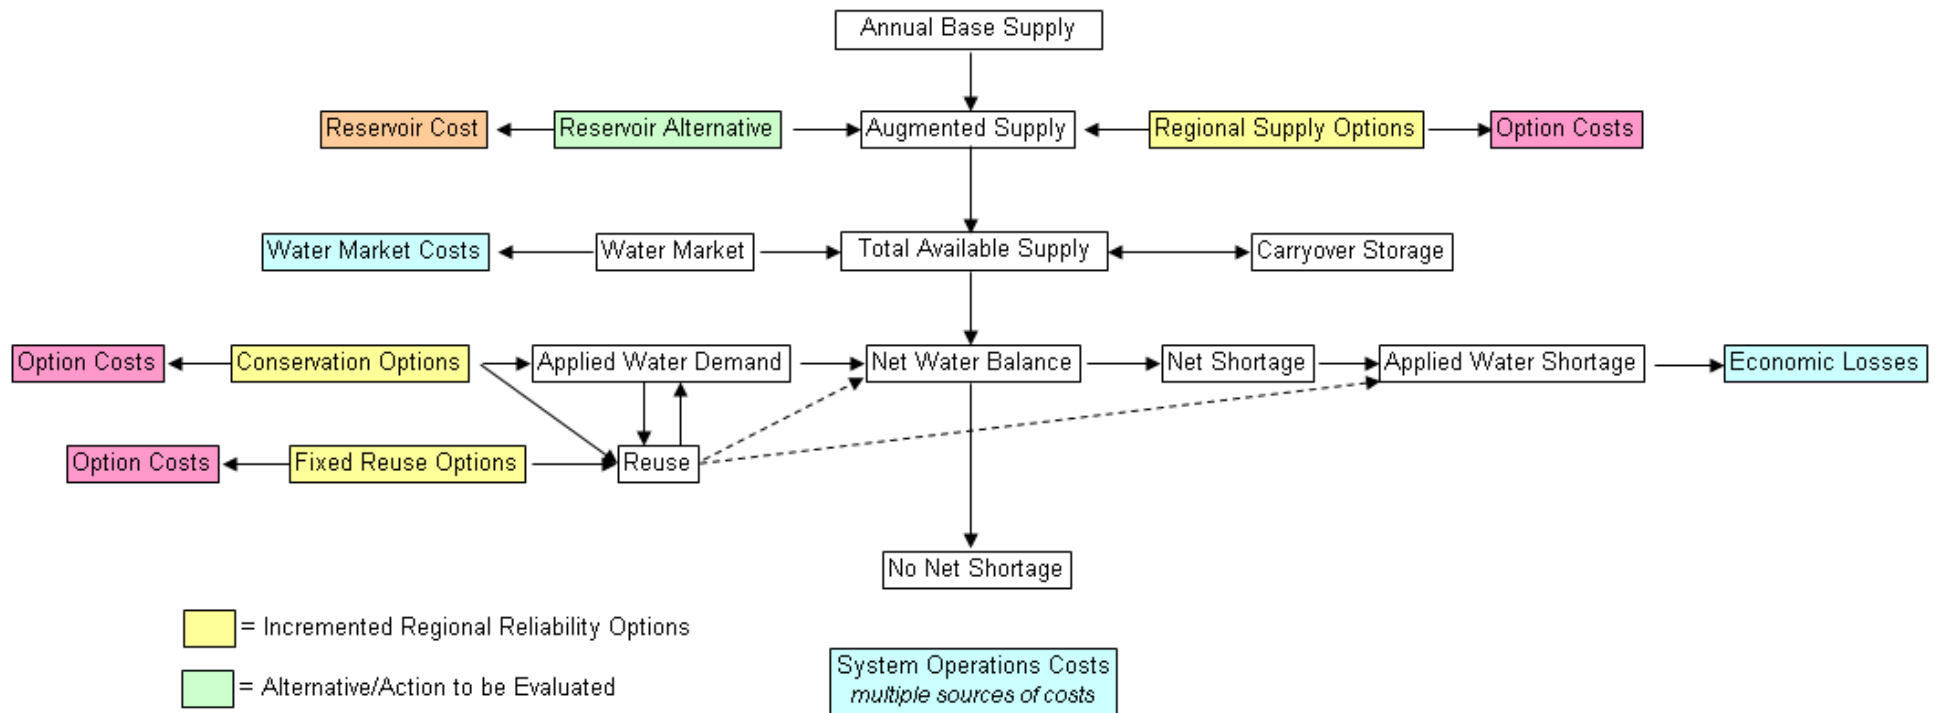 Annual Base Supply
Reservoir Cost
Reservoir Alternative
Augmented Supply
Regional Supply Options
Option Costs
Water Market Costs
Water Market
Total Available Supply
Carryover Storage
Option Costs
Conservation Options
Applied Water Demand
Net Water Balance
Net Shortage
Applied Water Shortage
Economic Losses
Option Costs
Fixed Reuse Options
Reuse
No Net Shortage
= Incremented Regional Reliability Options
= Alternative/Action to be Evaluated
System Operations Costs
multiple sources of costs